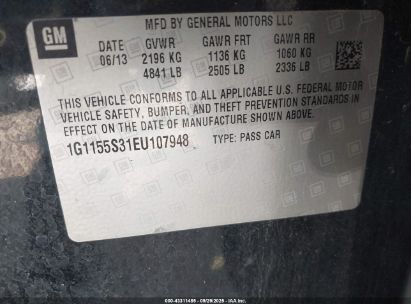 GM
MFD BY GENERAL MOTORS LLC
DATE GVWR GAWR FRT GAWR RR
06/13 2196 KG 1136 KG 1060 KG
4841 LB 2505 LB 2336 LB
THIS VEHICLE CONFORMS TO ALL APPLICABLE U.S. FEDERAL MOTOR
VEHICLE SAFETY, BUMPER, AND THEFT PREVENTION STANDARDS IN
EFFECT ON THE DATE OF MANUFACTURE SHOWN ABOVE.
1G1155S31EU107948 TYPE: PASS CAR